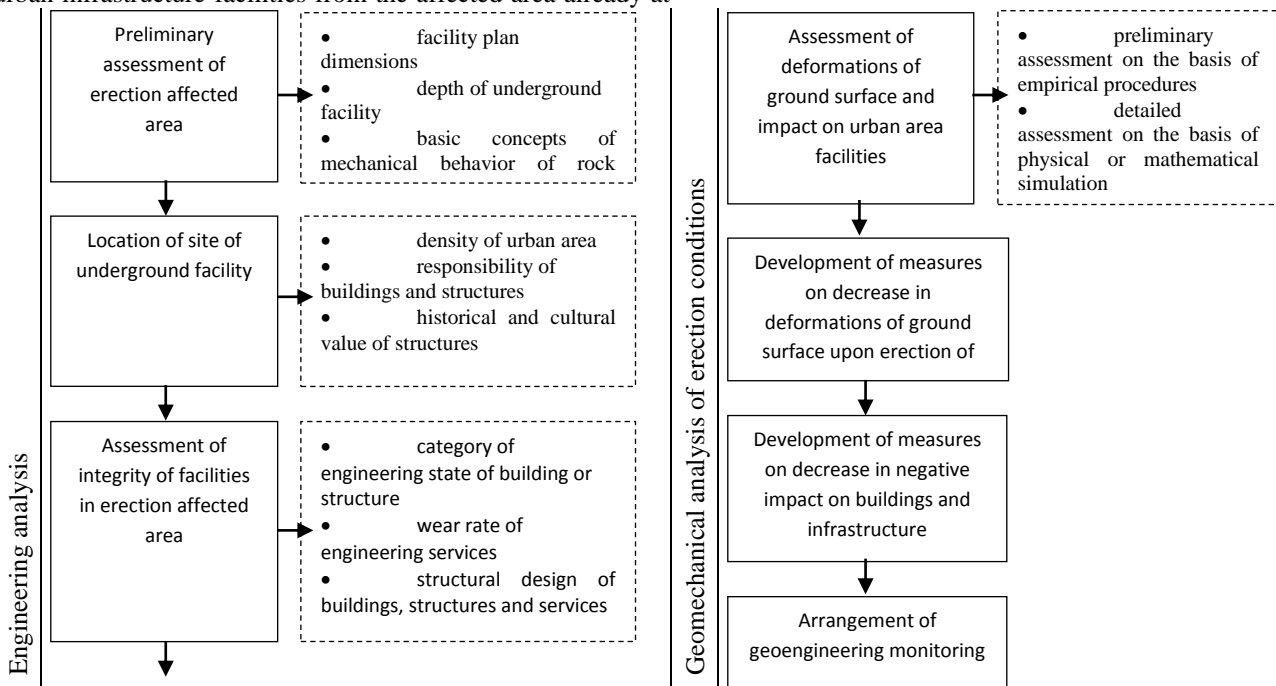 urban infrastructure facilities from the affected area already at
Engineering analysis
Preliminary
assessment of
erection affected
area
• facility plan
dimensions
• depth of underground
facility
• basic concepts of
mechanical behavior of rock
Location of site of
underground facility
• density of urban area
• responsibility of
buildings and structures
• historical and cultural
value of structures
Assessment of
integrity of facilities
in erection affected
area
• category of
engineering state of building or
structure
• wear rate of
engineering services
• structural design of
buildings, structures and services
Geomechanical analysis of erection conditions
Assessment of
deformations of
ground surface and
impact on urban area
facilities
• preliminary
assessment on the basis of
empirical procedures
• detailed
assessment on the basis of
physical or mathematical
simulation
Development of measures
on decrease in
deformations of ground
surface upon erection of
Development of measures
on decrease in negative
impact on buildings and
infrastructure
Arrangement of
geoengineering monitoring